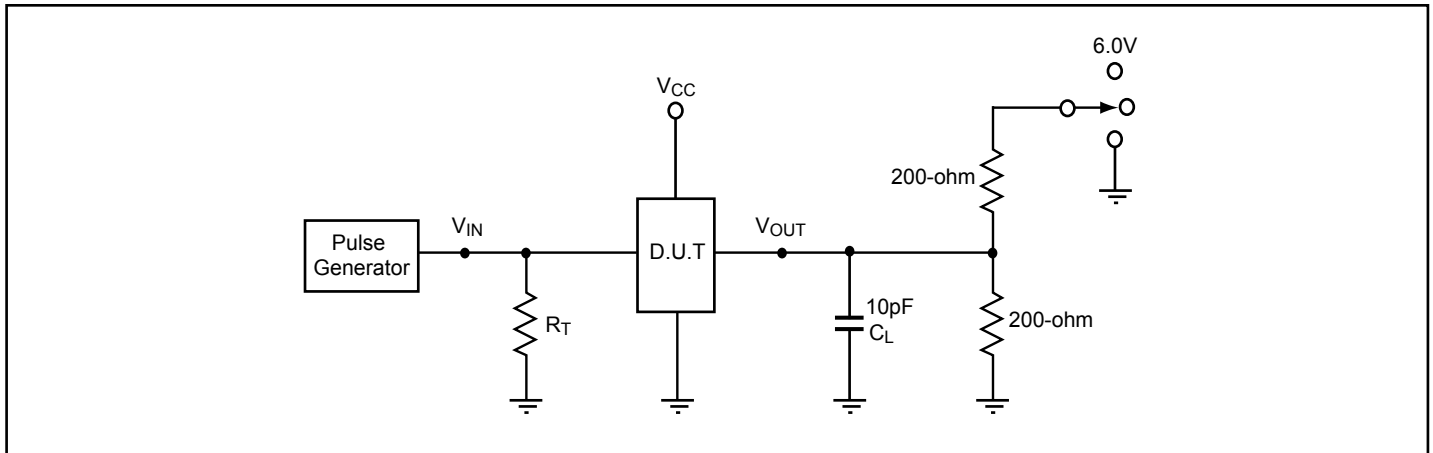 6.0V
VCC
200-ohm
VIN
VOUT
Pulse
Generator
D.U.T
10pF
CL
RT
200-ohm